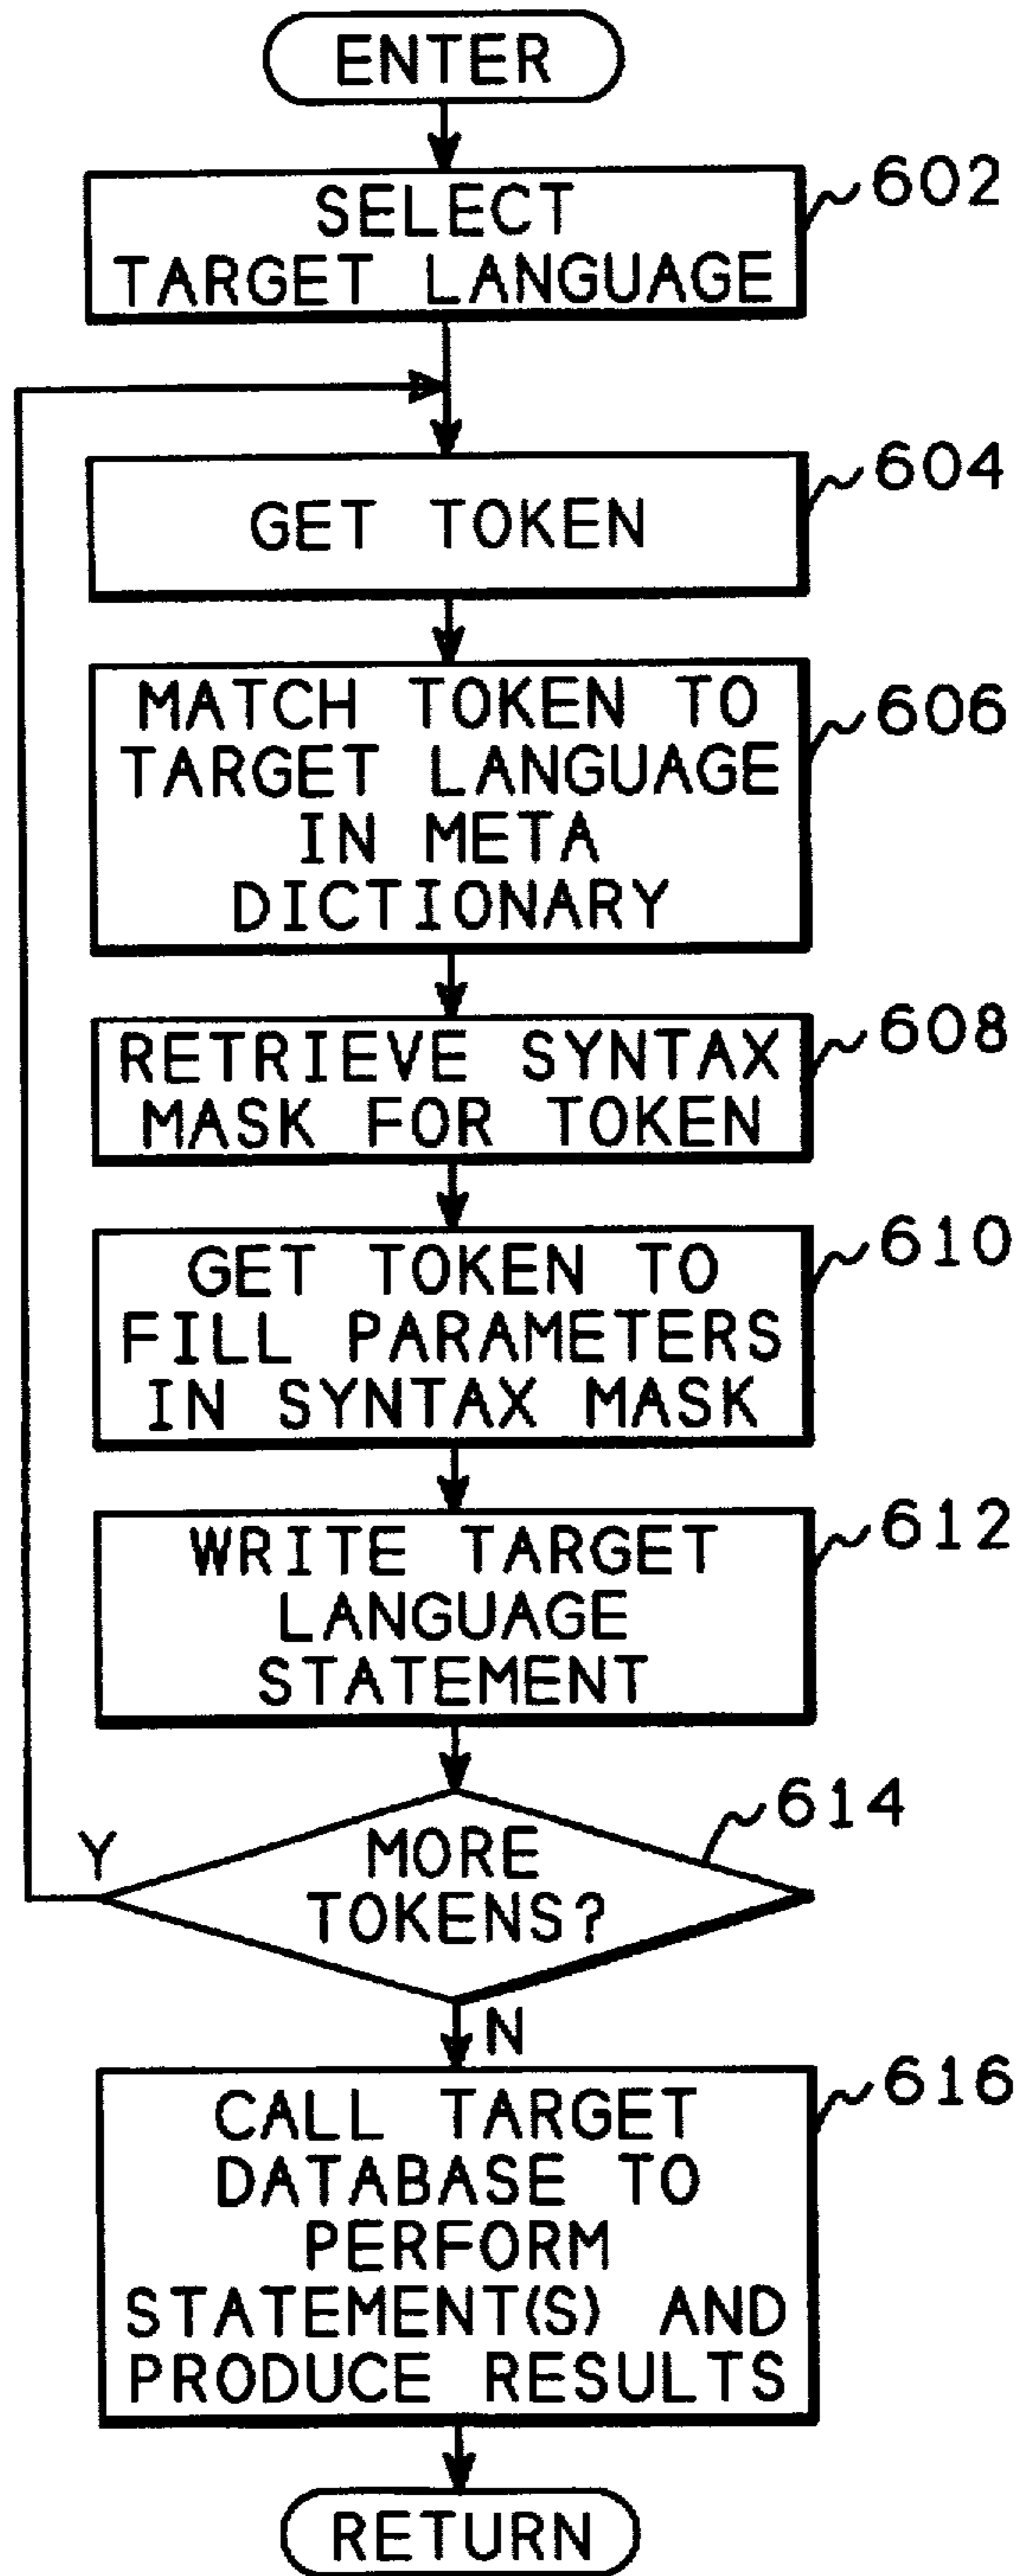 ENTER
SELECT
TARGET LANGUAGE
602
GET TOKEN
604
MATCH TOKEN TO
TARGET LANGUAGE
IN META
DICTIONARY
606
RETRIEVE SYNTAX
MASK FOR TOKEN
608
GET TOKEN TO
FILL PARAMETERS
IN SYNTAX MASK
610
WRITE TARGET
LANGUAGE
STATEMENT
612
MORE
TOKENS?
614
Y
N
CALL TARGET
DATABASE TO
PERFORM
STATEMENT(S) AND
PRODUCE RESULTS
616
RETURN